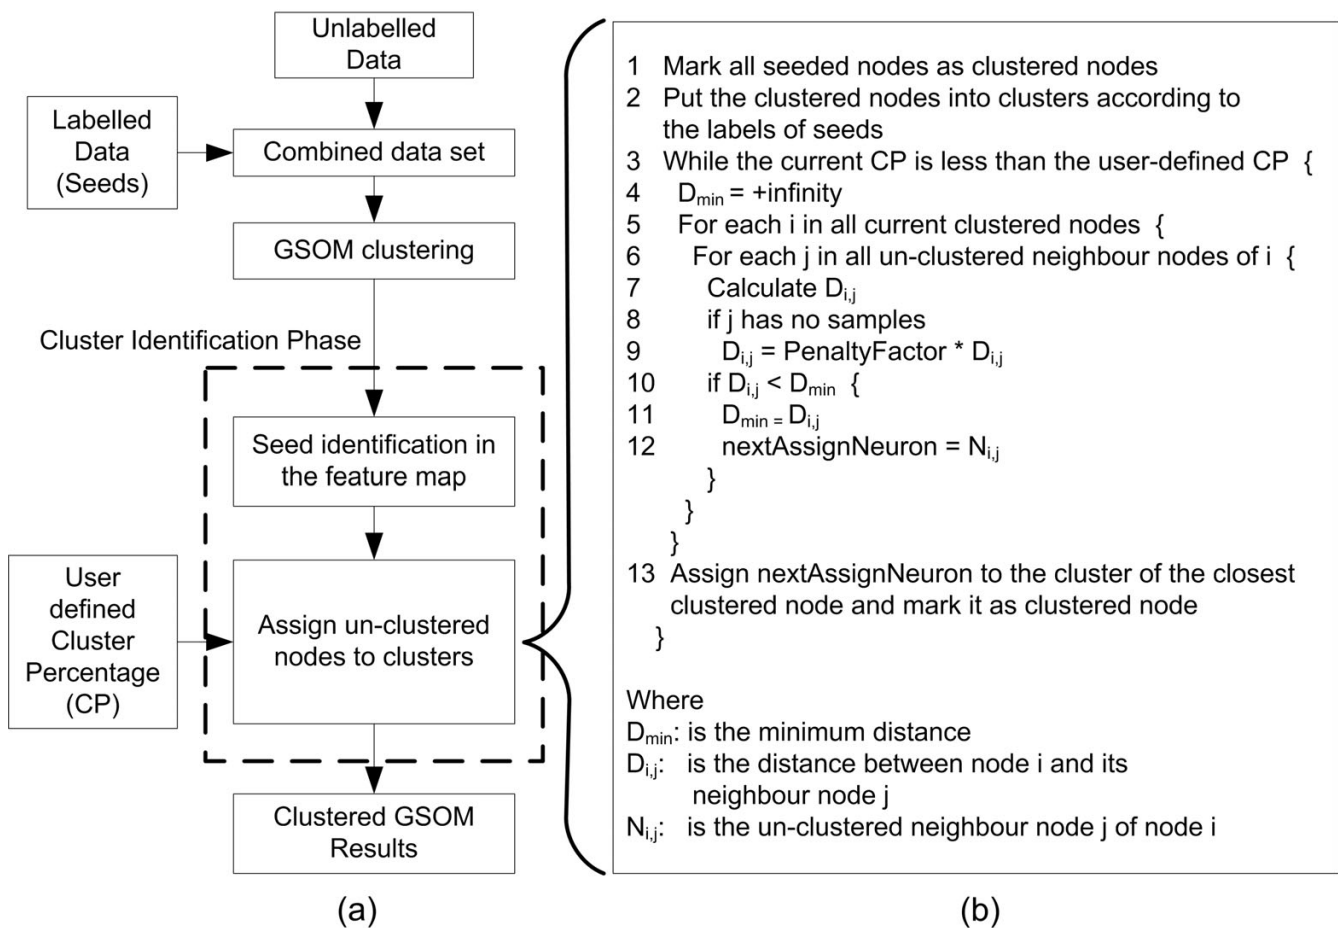 Unlabelled
Data
Labelled
Data
(Seeds)
Combined data set
GSOM clustering
Cluster Identification Phase
Seed identification in
the feature map
User
defined
Cluster
Percentage
(CP)
Assign un-clustered
nodes to clusters
Clustered GSOM
Results
(a)
1 Mark all seeded nodes as clustered nodes
2 Put the clustered nodes into clusters according to
the labels of seeds
3 While the current CP is less than the user-defined CP {
4 Dmin = +infinity
5 For each i in all current clustered nodes {
6 For each j in all un-clustered neighbour nodes of i {
7 Calculate Di,j
8 if j has no samples
9 Di,j = PenaltyFactor * Di,j
10 if Di,j < Dmin {
11 Dmin = Di,j
12 nextAssignNeuron = Ni,j
}
}
}
13 Assign nextAssignNeuron to the cluster of the closest
clustered node and mark it as clustered node
}
Where
Dmin: is the minimum distance
Di,j: is the distance between node i and its
neighbour node j
Ni,j: is the un-clustered neighbour node j of node i
(b)